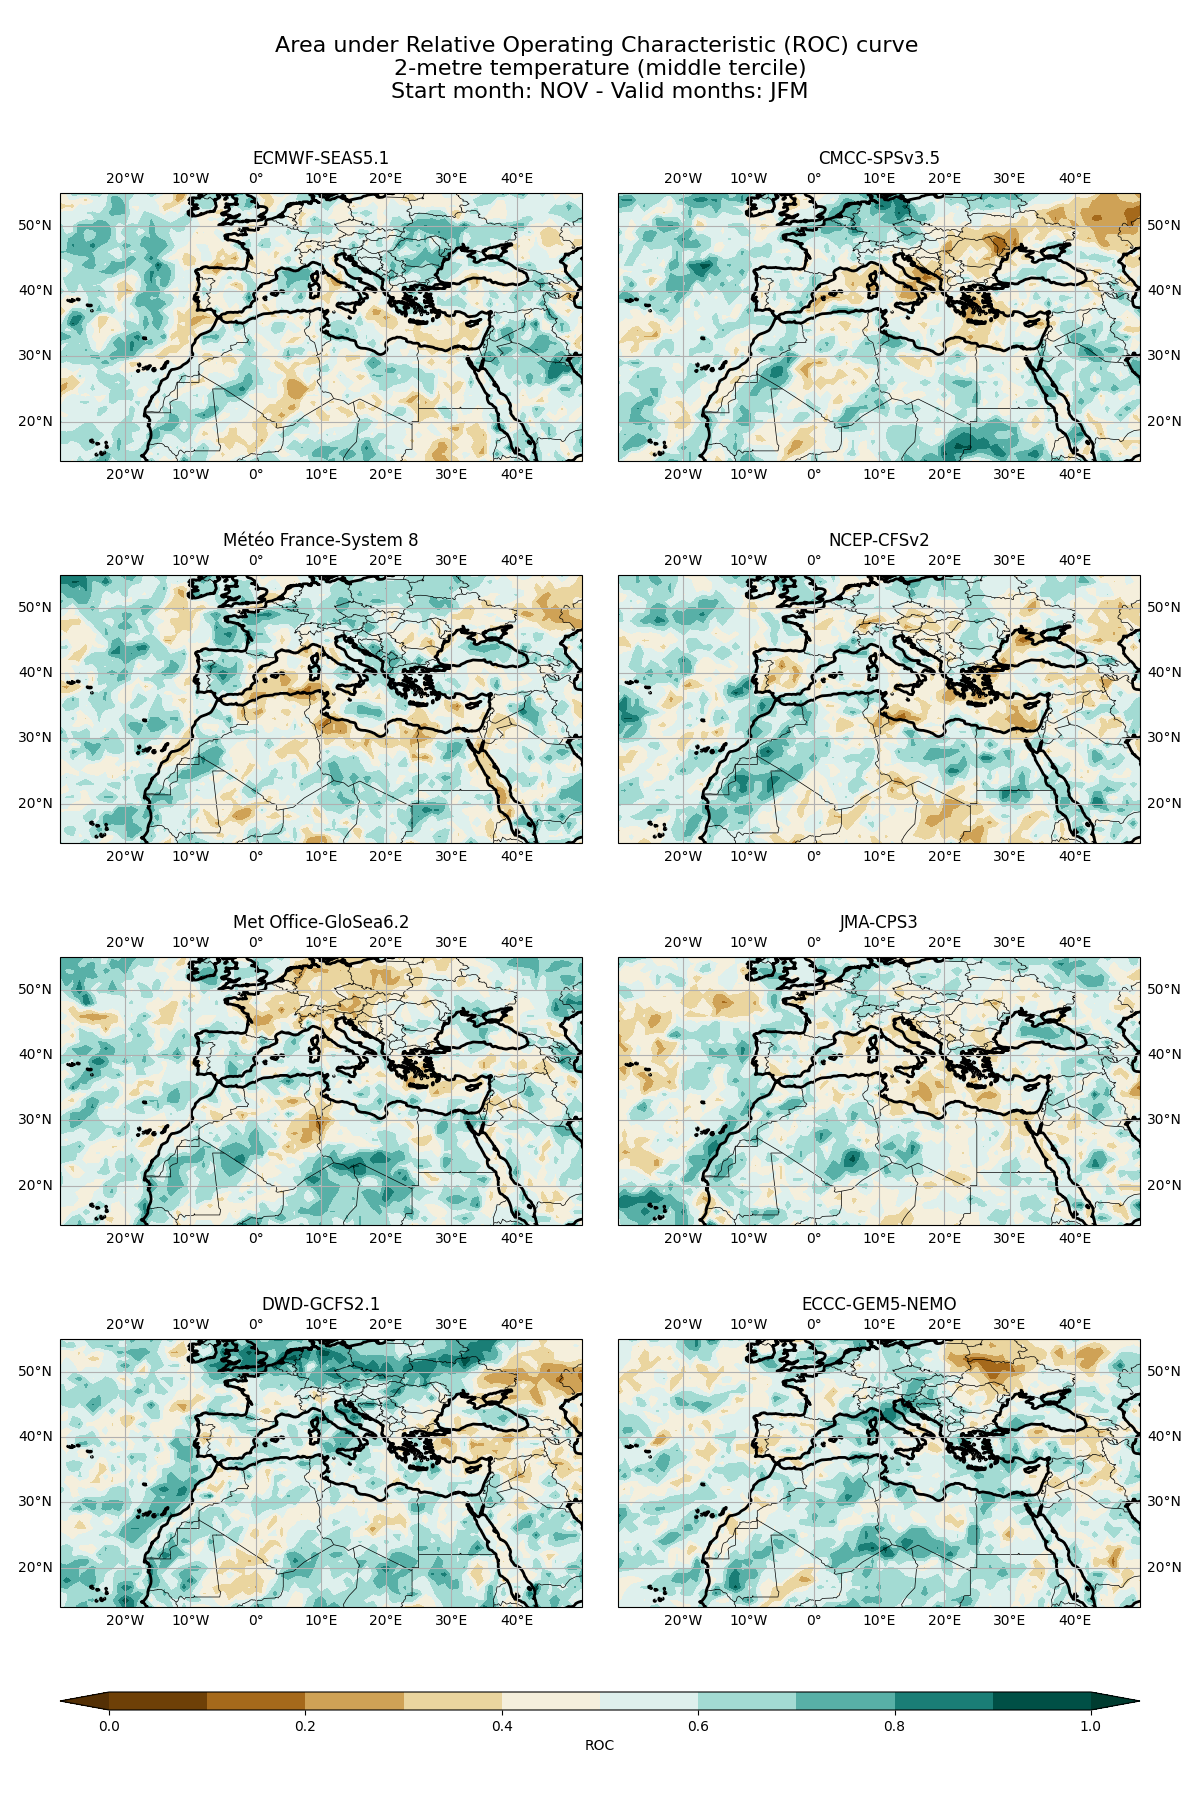 Area under Relative Operating Characteristic (ROC) curve
2-metre temperature (middle tercile)
Start month: NOV - Valid months: JFM
ECMWF-SEAS5.1
CMCC-SPSv3.5
20°W 10°W 0° 10°E 20°E 30°E 40°E
20°W 10°W 0° 10°E 20°E 30°E 40°E
50°N
50°N
40°N
40°N
30°N
30°N
20°N
20°N
20°W 10°W 0° 10°E 20°E 30°E 40°E
20°W 10°W 0° 10°E 20°E 30°E 40°E
Météo France-System 8
NCEP-CFSv2
20°W 10°W 0° 10°E 20°E 30°E 40°E
20°W 10°W 0° 10°E 20°E 30°E 40°E
50°N
50°N
40°N
40°N
30°N
30°N
20°N
20°N
20°W 10°W 0° 10°E 20°E 30°E 40°E
20°W 10°W 0° 10°E 20°E 30°E 40°E
Met Office-GloSea6.2
JMA-CPS3
20°W 10°W 0° 10°E 20°E 30°E 40°E
20°W 10°W 0° 10°E 20°E 30°E 40°E
50°N
50°N
40°N
40°N
30°N
30°N
20°N
20°N
20°W 10°W 0° 10°E 20°E 30°E 40°E
20°W 10°W 0° 10°E 20°E 30°E 40°E
DWD-GCFS2.1
ECCC-GEM5-NEMO
20°W 10°W 0° 10°E 20°E 30°E 40°E
20°W 10°W 0° 10°E 20°E 30°E 40°E
50°N
50°N
40°N
40°N
30°N
30°N
20°N
20°N
20°W 10°W 0° 10°E 20°E 30°E 40°E
20°W 10°W 0° 10°E 20°E 30°E 40°E
0.0 0.2 0.4 0.6 0.8 1.0
ROC